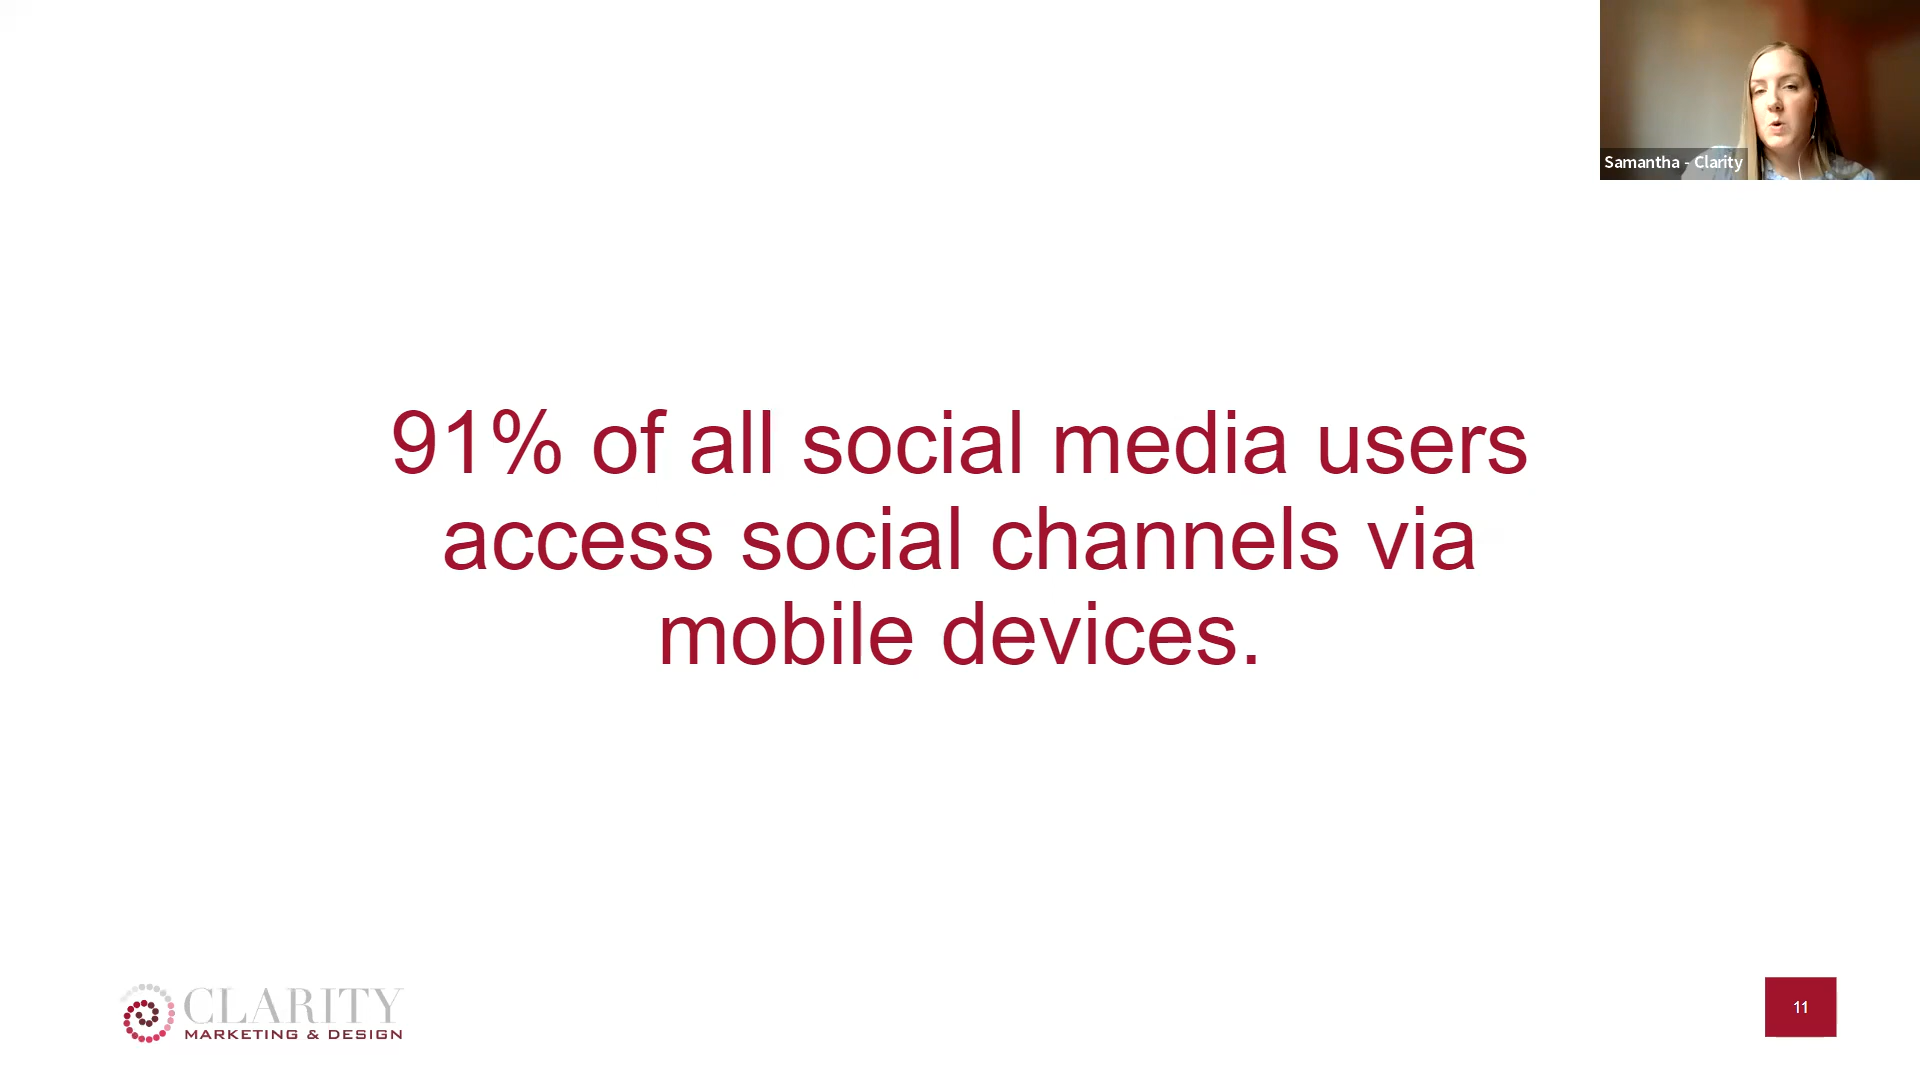 Samantha - Clarity
91% of all social media users
access social channels via
mobile devices.
CLARITY
MARKETING & DESIGN
11